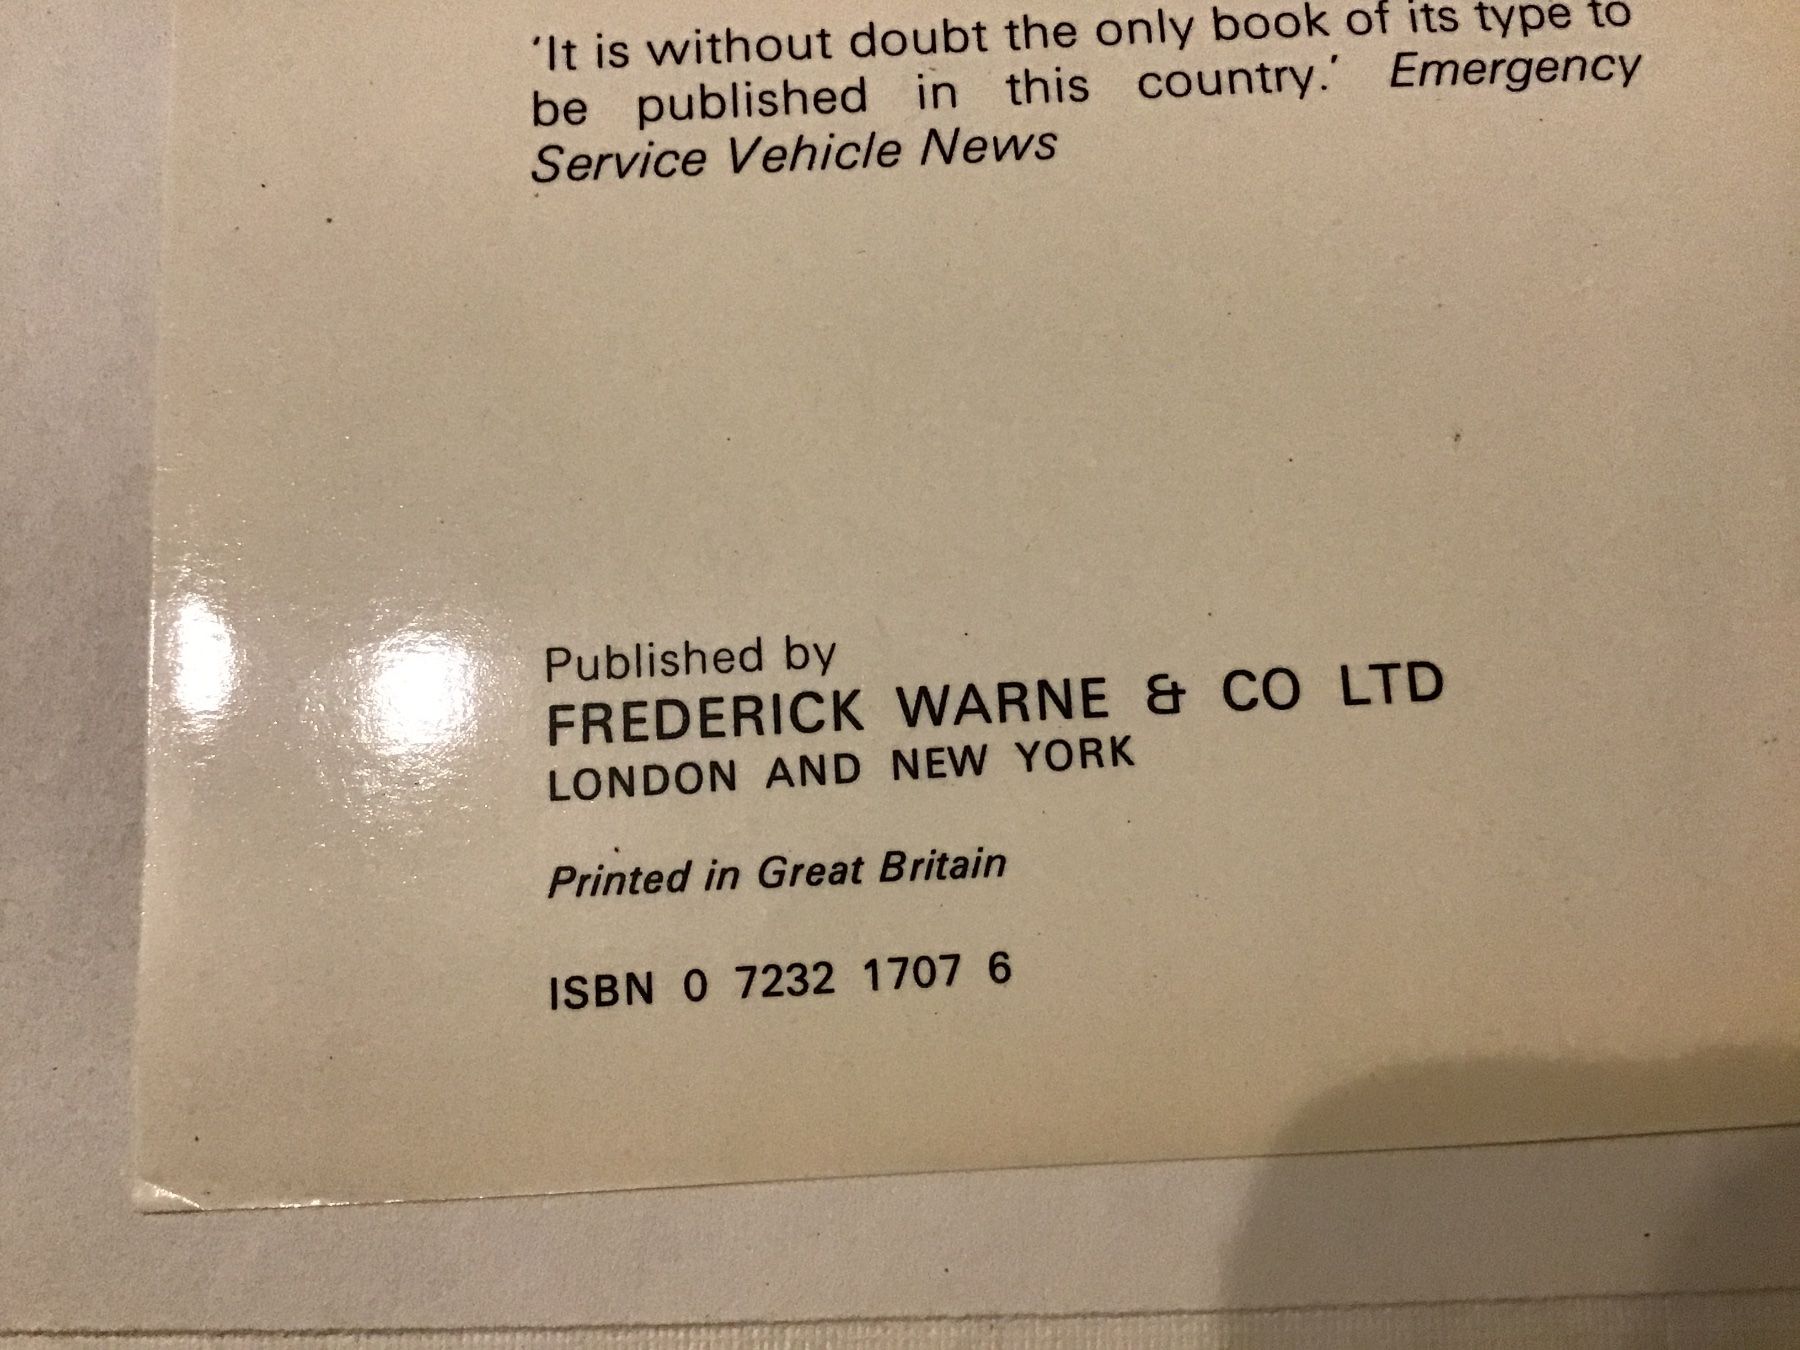 ‘It is without doubt the only book of its type to
be published in this country.’ Emergency
Service Vehicle News
Published by
FREDERICK WARNE & CO LTD
LONDON AND NEW YORK
Printed in Great Britain
ISBN 0 7232 1707 6